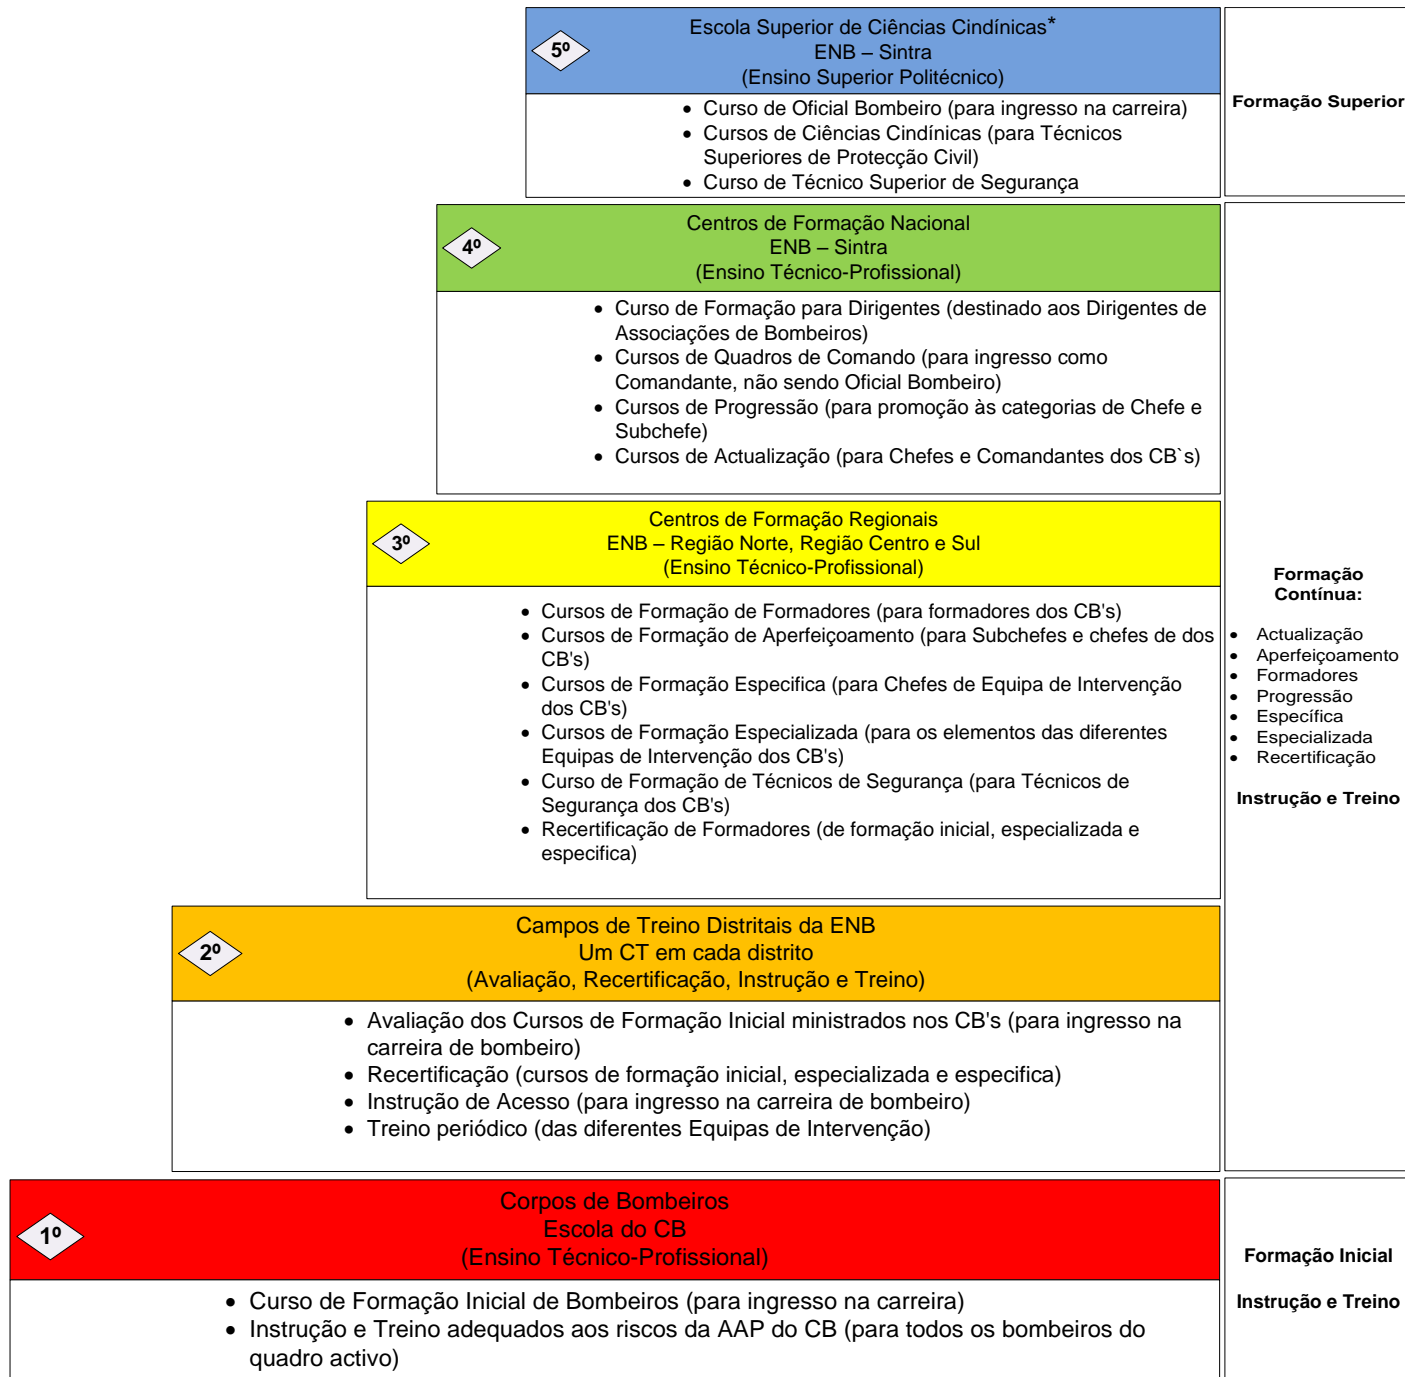 5º
Escola Superior de Ciências Cindínicas*
ENB – Sintra
(Ensino Superior Politécnico)
• Curso de Oficial Bombeiro (para ingresso na carreira)
• Cursos de Ciências Cindínicas (para Técnicos
Superiores de Protecção Civil)
• Curso de Técnico Superior de Segurança
Formação Superior
4º
Centros de Formação Nacional
ENB – Sintra
(Ensino Técnico-Profissional)
• Curso de Formação para Dirigentes (destinado aos Dirigentes de
Associações de Bombeiros)
• Cursos de Quadros de Comando (para ingresso como
Comandante, não sendo Oficial Bombeiro)
• Cursos de Progressão (para promoção às categorias de Chefe e
Subchefe)
• Cursos de Actualização (para Chefes e Comandantes dos CB`s)
3º
Centros de Formação Regionais
ENB – Região Norte, Região Centro e Sul
(Ensino Técnico-Profissional)
• Cursos de Formação de Formadores (para formadores dos CB's)
• Cursos de Formação de Aperfeiçoamento (para Subchefes e chefes de dos
CB's)
• Cursos de Formação Especifica (para Chefes de Equipa de Intervenção
dos CB's)
• Cursos de Formação Especializada (para os elementos das diferentes
Equipas de Intervenção dos CB's)
• Curso de Formação de Técnicos de Segurança (para Técnicos de
Segurança dos CB's)
• Recertificação de Formadores (de formação inicial, especializada e
especifica)
2º
Campos de Treino Distritais da ENB
Um CT em cada distrito
(Avaliação, Recertificação, Instrução e Treino)
• Avaliação dos Cursos de Formação Inicial ministrados nos CB's (para ingresso na
carreira de bombeiro)
• Recertificação (cursos de formação inicial, especializada e especifica)
• Instrução de Acesso (para ingresso na carreira de bombeiro)
• Treino periódico (das diferentes Equipas de Intervenção)
Formação
Contínua:
• Actualização
• Aperfeiçoamento
• Formadores
• Progressão
• Específica
• Especializada
• Recertificação
Instrução e Treino
1º
Corpos de Bombeiros
Escola do CB
(Ensino Técnico-Profissional)
• Curso de Formação Inicial de Bombeiros (para ingresso na carreira)
• Instrução e Treino adequados aos riscos da AAP do CB (para todos os bombeiros do
quadro activo)
Formação Inicial
Instrução e Treino